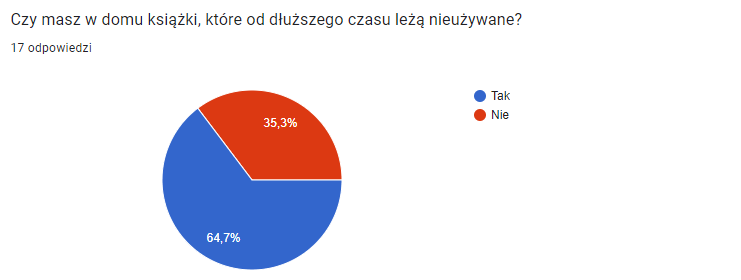 Czy masz w domu książki, które od dłuższego czasu leżą nieużywane?
17 odpowiedzi
Tak
Nie
35,3%
64,7%